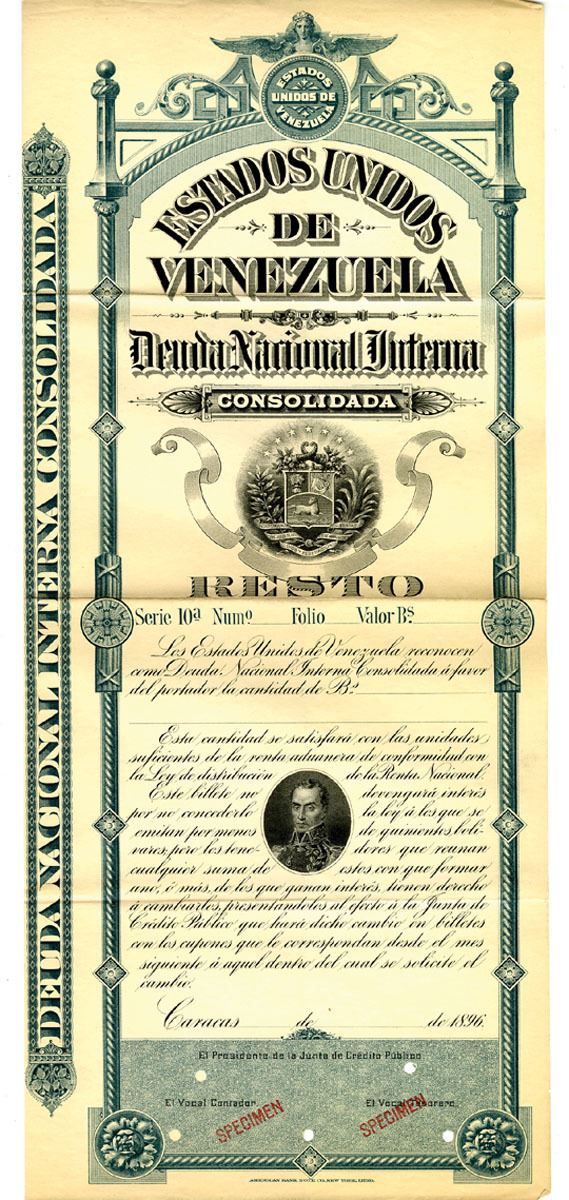 ESTADOS
UNIDOS DE
VENEZUELA
ESTADOS UNIDOS
DE
VENEZUELA
Deuda Nacional Interna
CONSOLIDADA
RESTO
Serie 10ª Numº Folio Valor Bs
Los Estados Unidos de Venezuela reconocen
como Deuda Nacional Interna Consolidada á favor
del portador la cantidad de Bs
Esta cantidad se satisfará con las unidades
suficientes de la renta aduanera de conformidad con
la Ley de distribución de la Renta Nacional.
Este billete no devengará interés
por no concederlo la ley á los que se
emitan por menos de quinientos bolí-
vares; pero los tene- dores que reunan
cualquier suma de estos con que formar
uno, ó más, de los que ganan interés, tienen derecho
á cambiarlos, presentándolos al efecto á la Junta de
Crédito Público que hará dicho cambio en billetes
con los cupones que le correspondan desde el mes
siguiente á aquel dentro del cual se solicite el
cambio.
Caracas de de 1896.
El Presidente de la Junta de Crédito Público
El Vocal Contador, El Vocal Tesorero,
SPECIMEN SPECIMEN
AMERICAN BANK NOTE CO. NEW YORK, EEUU.
DEUDA NACIONAL INTERNA CONSOLIDADA